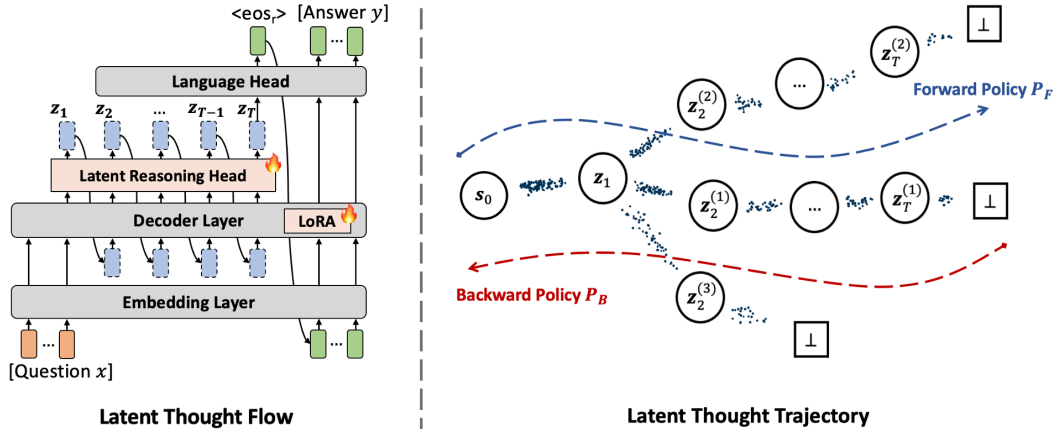 <eos_r> [Answer y]
...
Language Head
z_1 z_2 ... z_{T-1} z_T
Latent Reasoning Head
Decoder Layer
LoRA
Embedding Layer
... ...
[Question x]
Latent Thought Flow
z_T^{(2)}
⊥
...
z_2^{(2)}
Forward Policy P_F
s_0
z_1
z_2^{(1)}
...
z_T^{(1)}
⊥
Backward Policy P_B
z_2^{(3)}
⊥
Latent Thought Trajectory